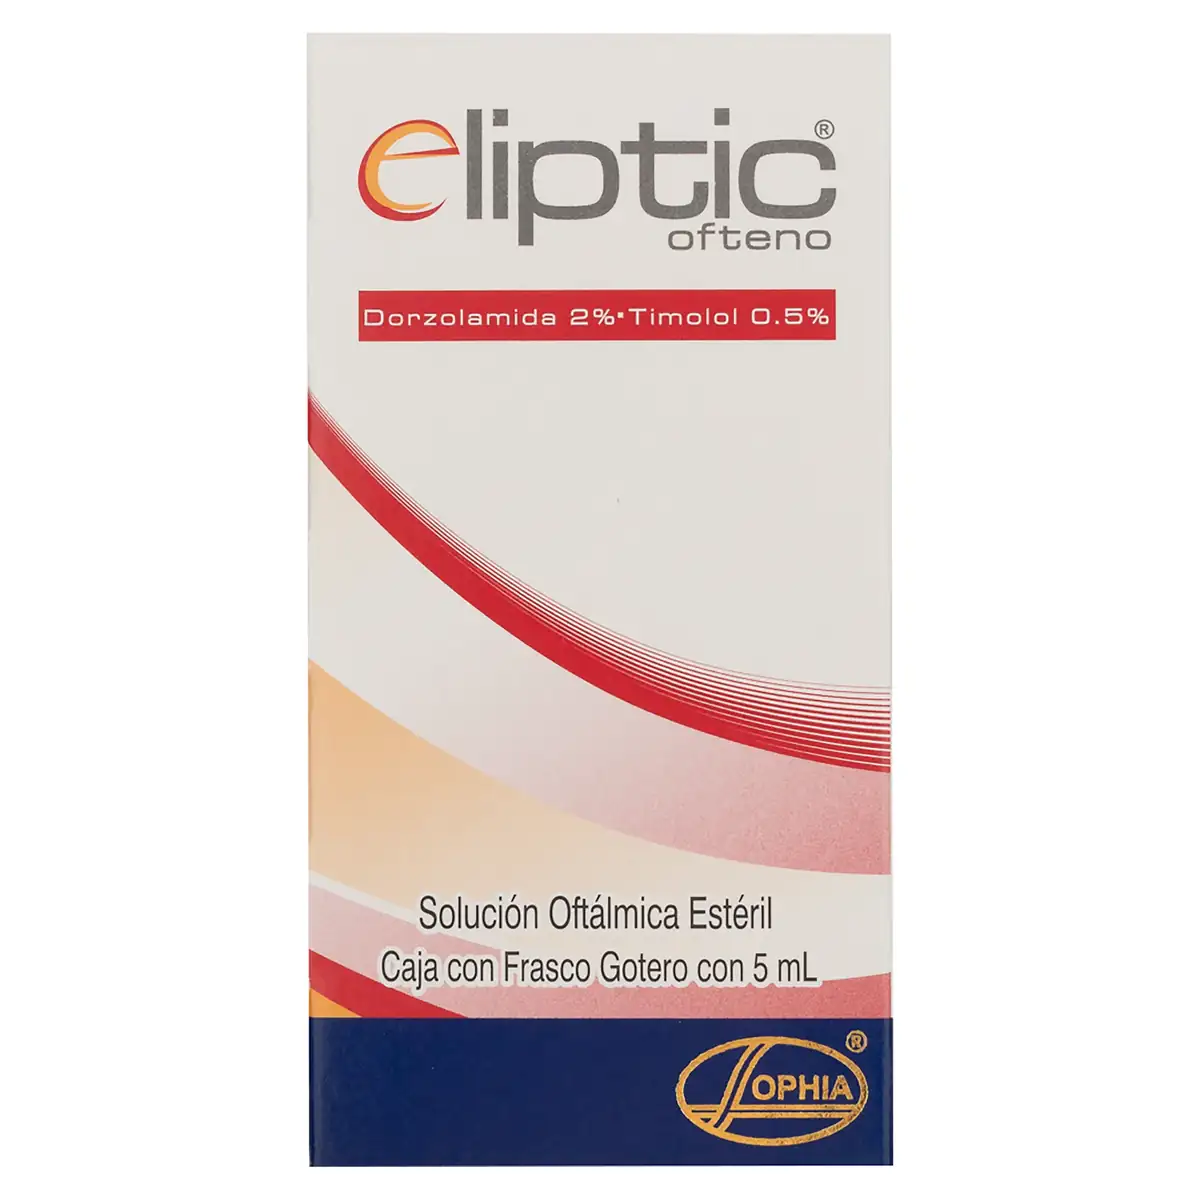 eliptic®
ofteno
Dorzolamida 2%▪Timolol 0.5%
Solución Oftálmica Estéril
Caja con Frasco Gotero con 5 mL
SOPHIA®